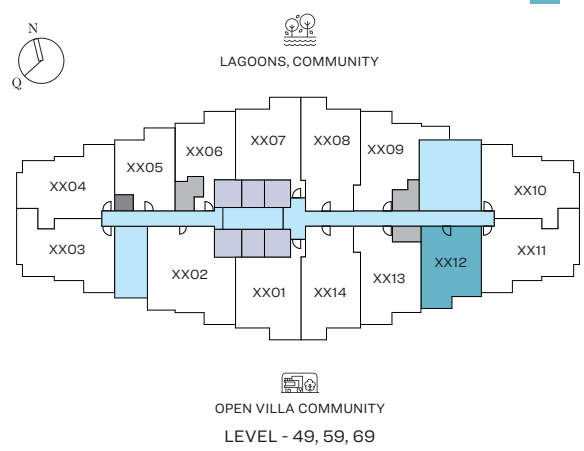 N
Q
LAGOONS, COMMUNITY
XX07
XX08
XX06
XX09
XX05
XX04
XX10
XX03
XX11
XX12
XX02
XX13
XX01
XX14
OPEN VILLA COMMUNITY
LEVEL - 49, 59, 69